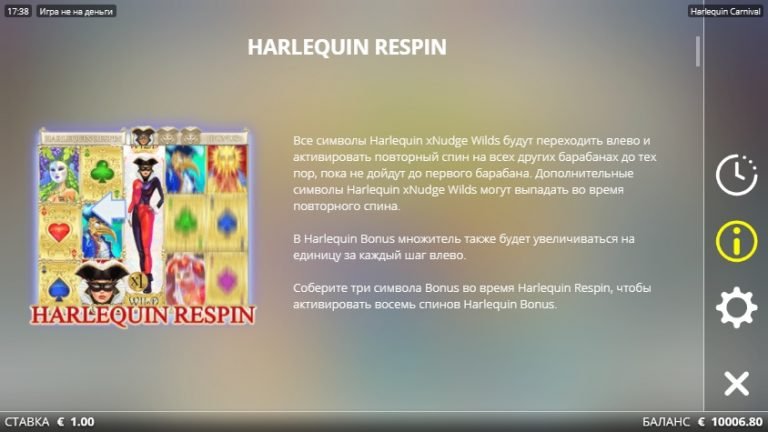 17:38 Игра не на деньги Harlequin Carnival
HARLEQUIN RESPIN
Все символы Harlequin xNudge Wilds будут переходить влево и
активировать повторный спин на всех других барабанах до тех
пор, пока не дойдут до первого барабана. Дополнительные
символы Harlequin xNudge Wilds могут выпадать во время
повторного спина.
В Harlequin Bonus множитель также будет увеличиваться на
единицу за каждый шаг влево.
Соберите три символа Bonus во время Harlequin Respin, чтобы
активировать восемь спинов Harlequin Bonus.
HARLEQUIN RESPIN BONUS
x1
WILD
HARLEQUIN RESPIN
СТАВКА € 1.00 БАЛАНС € 10006.80